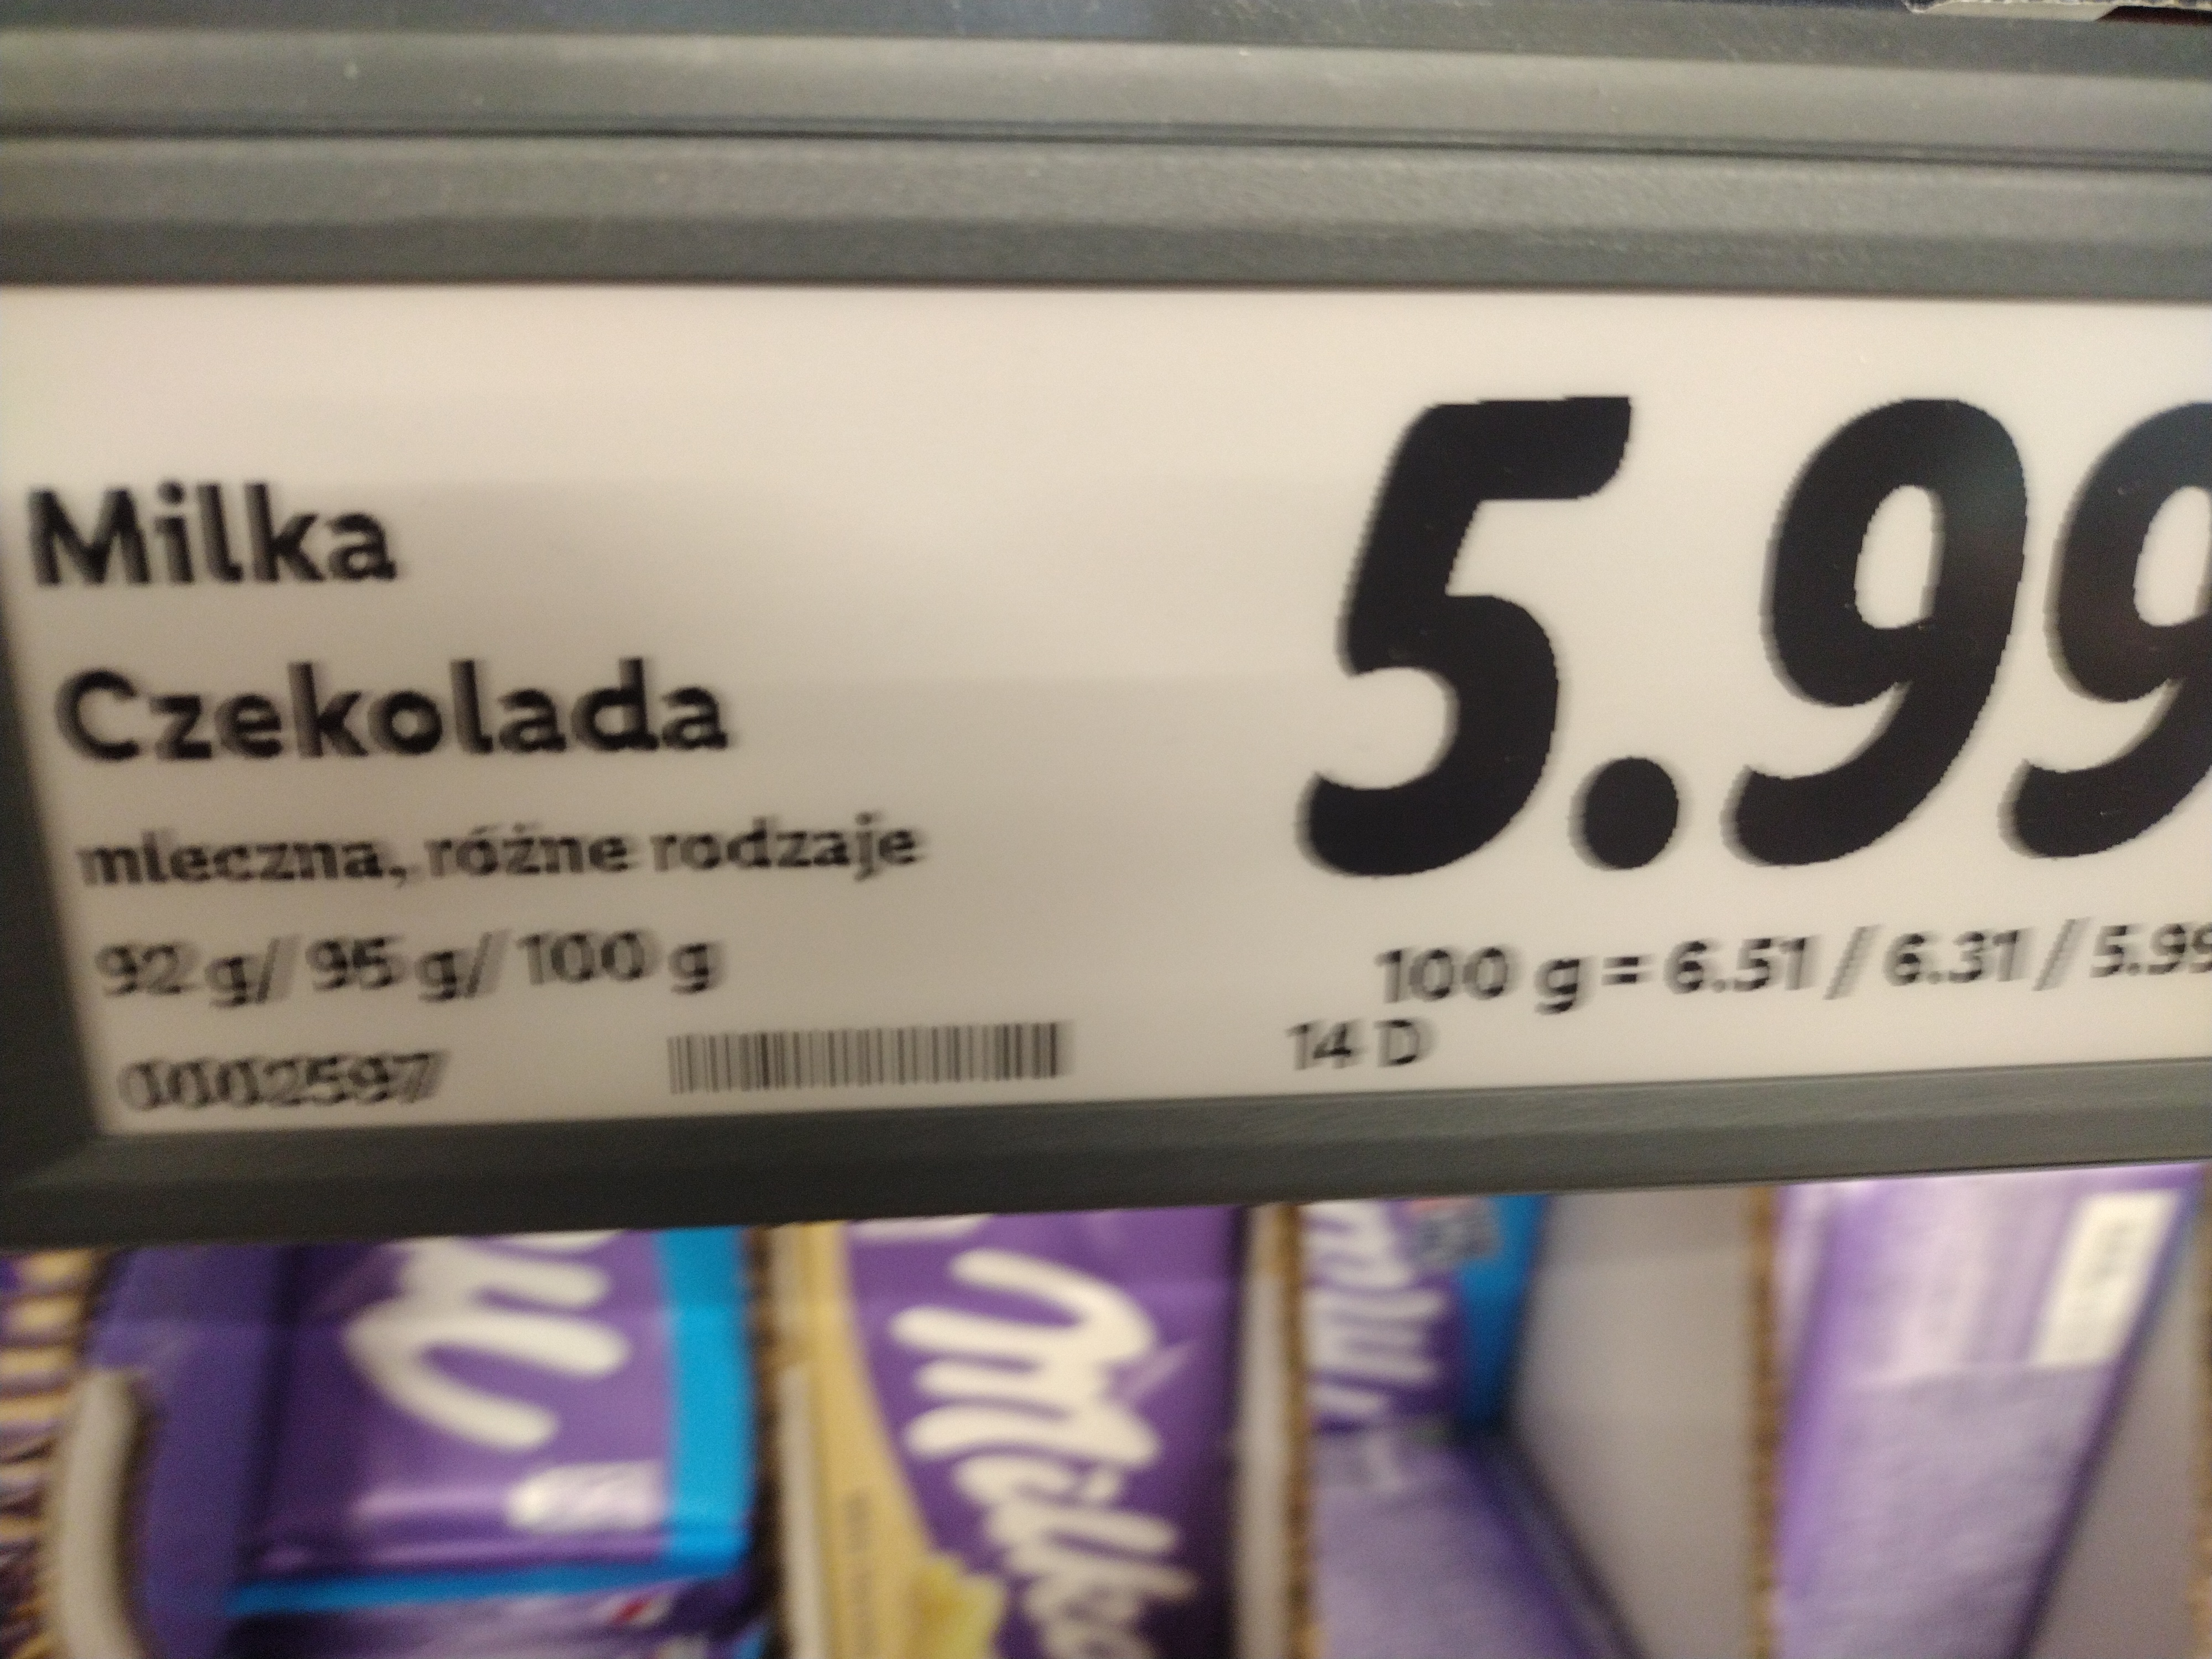 Milka
Czekolada
mleczna, różne rodzaje
92 g/ 95 g/ 100 g
0002597
5.99
100 g = 6.51 / 6.31 / 5.99
14 D
Milka